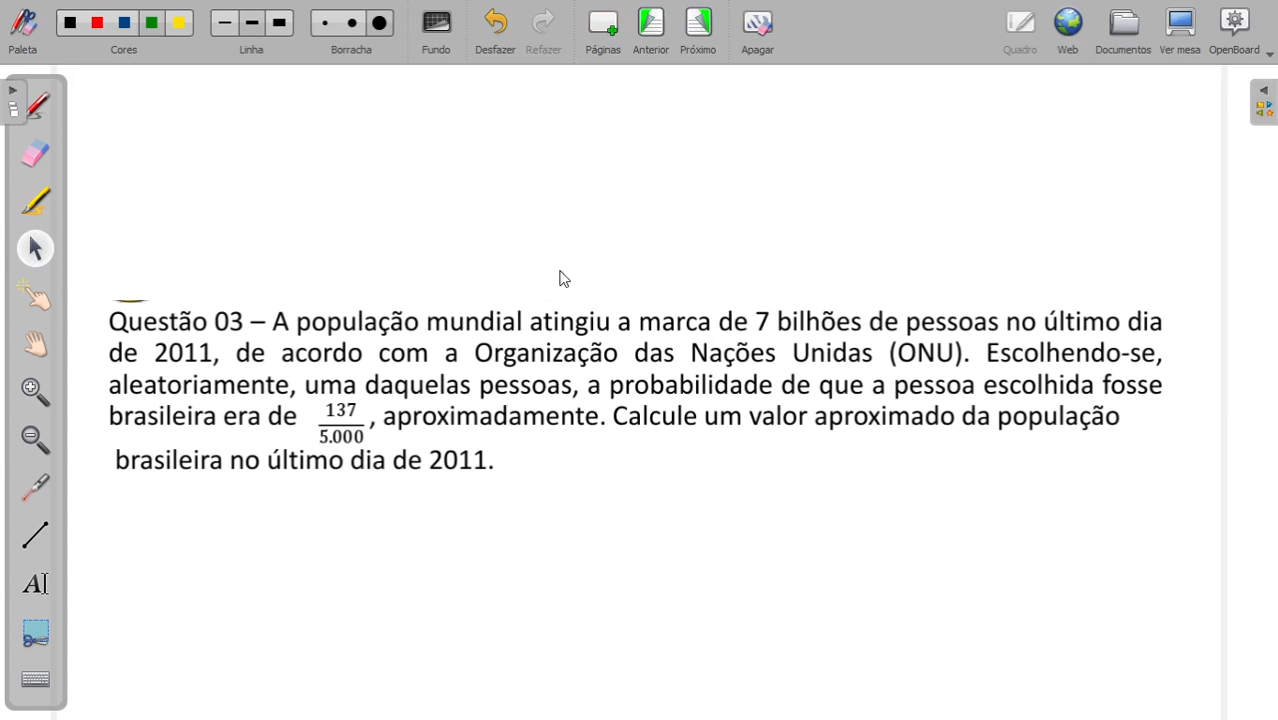 Paleta Cores Linha Borracha Fundo Desfazer Refazer Páginas Anterior Próximo Apagar Quadro Web Documentos Ver mesa OpenBoard
Questão 03 – A população mundial atingiu a marca de 7 bilhões de pessoas no último dia
de 2011, de acordo com a Organização das Nações Unidas (ONU). Escolhendo-se,
aleatoriamente, uma daquelas pessoas, a probabilidade de que a pessoa escolhida fosse
brasileira era de 137/5.000, aproximadamente. Calcule um valor aproximado da população
brasileira no último dia de 2011.